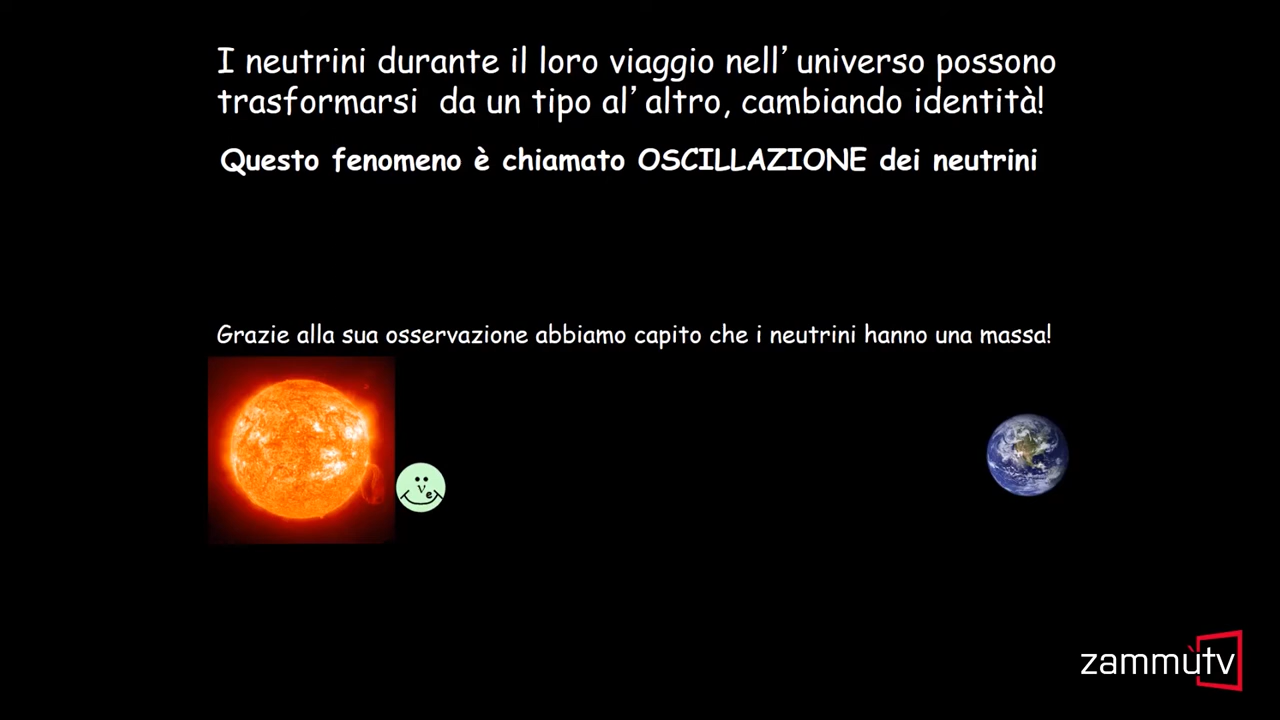 I neutrini durante il loro viaggio nell’universo possono
trasformarsi da un tipo al’altro, cambiando identità!
Questo fenomeno è chiamato OSCILLAZIONE dei neutrini
Grazie alla sua osservazione abbiamo capito che i neutrini hanno una massa!
νe
zammùtv